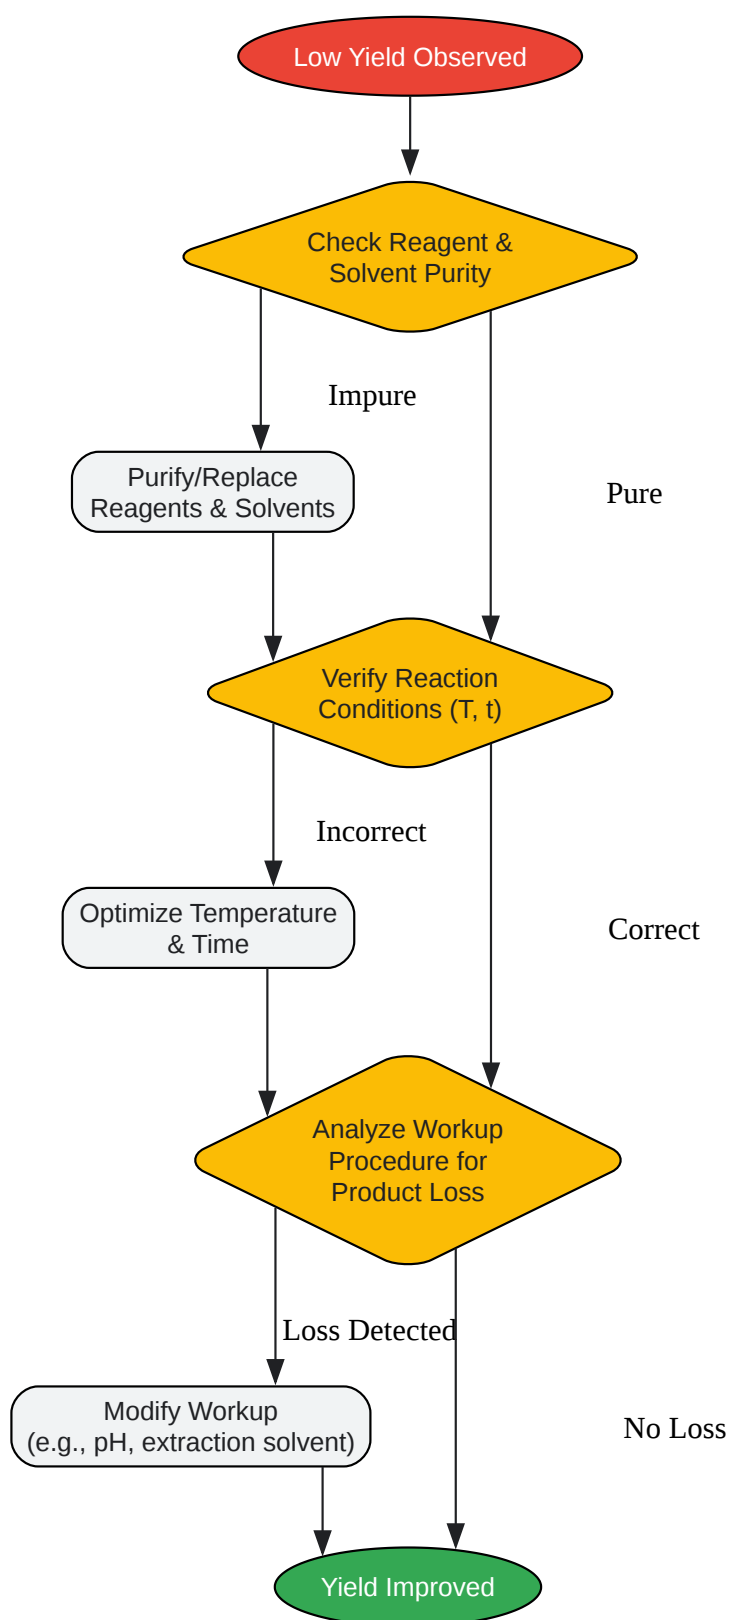 Low Yield Observed
Check Reagent &
Solvent Purity
Impure
Purify/Replace
Reagents & Solvents
Pure
Verify Reaction
Conditions (T, t)
Incorrect
Optimize Temperature
& Time
Correct
Analyze Workup
Procedure for
Product Loss
Loss Detected
Modify Workup
(e.g., pH, extraction solvent)
No Loss
Yield Improved